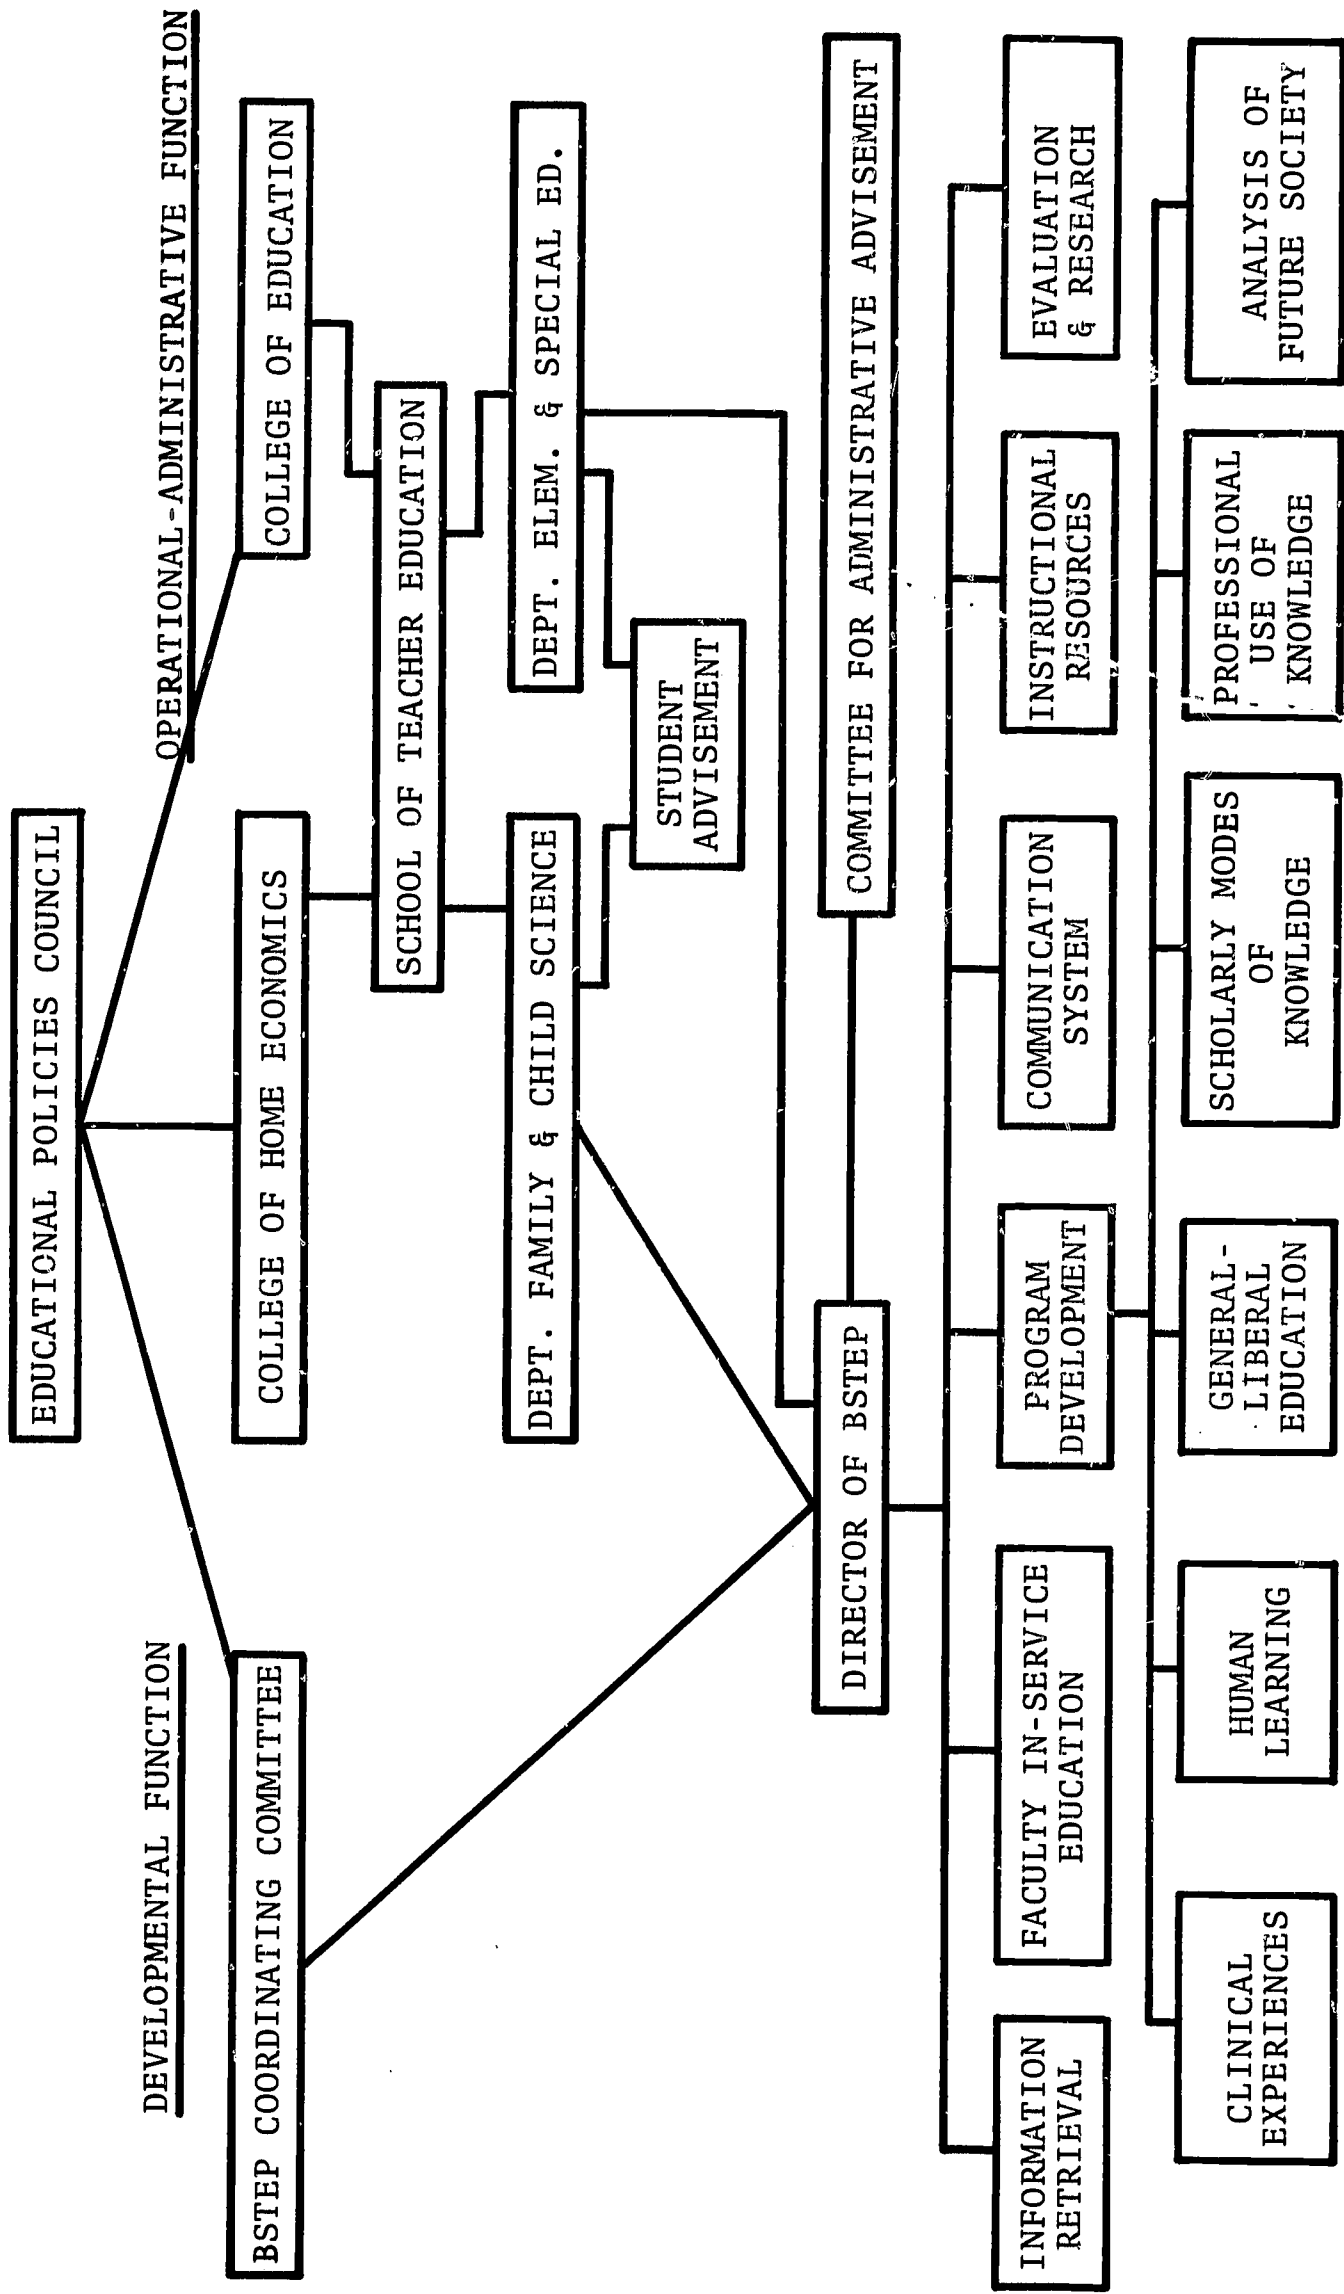 EDUCATIONAL POLICIES COUNCIL
DEVELOPMENTAL FUNCTION
OPERATIONAL-ADMINISTRATIVE FUNCTION
BSTEP COORDINATING COMMITTEE
COLLEGE OF HOME ECONOMICS
COLLEGE OF EDUCATION
SCHOOL OF TEACHER EDUCATION
DEPT. FAMILY & CHILD SCIENCE
DEPT. ELEM. & SPECIAL ED.
STUDENT
ADVISEMENT
DIRECTOR OF BSTEP
COMMITTEE FOR ADMINISTRATIVE ADVISEMENT
INFORMATION
RETRIEVAL
FACULTY IN-SERVICE
EDUCATION
PROGRAM
DEVELOPMENT
COMMUNICATION
SYSTEM
INSTRUCTIONAL
RESOURCES
EVALUATION
& RESEARCH
CLINICAL
EXPERIENCES
HUMAN
LEARNING
GENERAL-
LIBERAL
EDUCATION
SCHOLARLY MODES
OF
KNOWLEDGE
PROFESSIONAL
USE OF
KNOWLEDGE
ANALYSIS OF
FUTURE SOCIETY